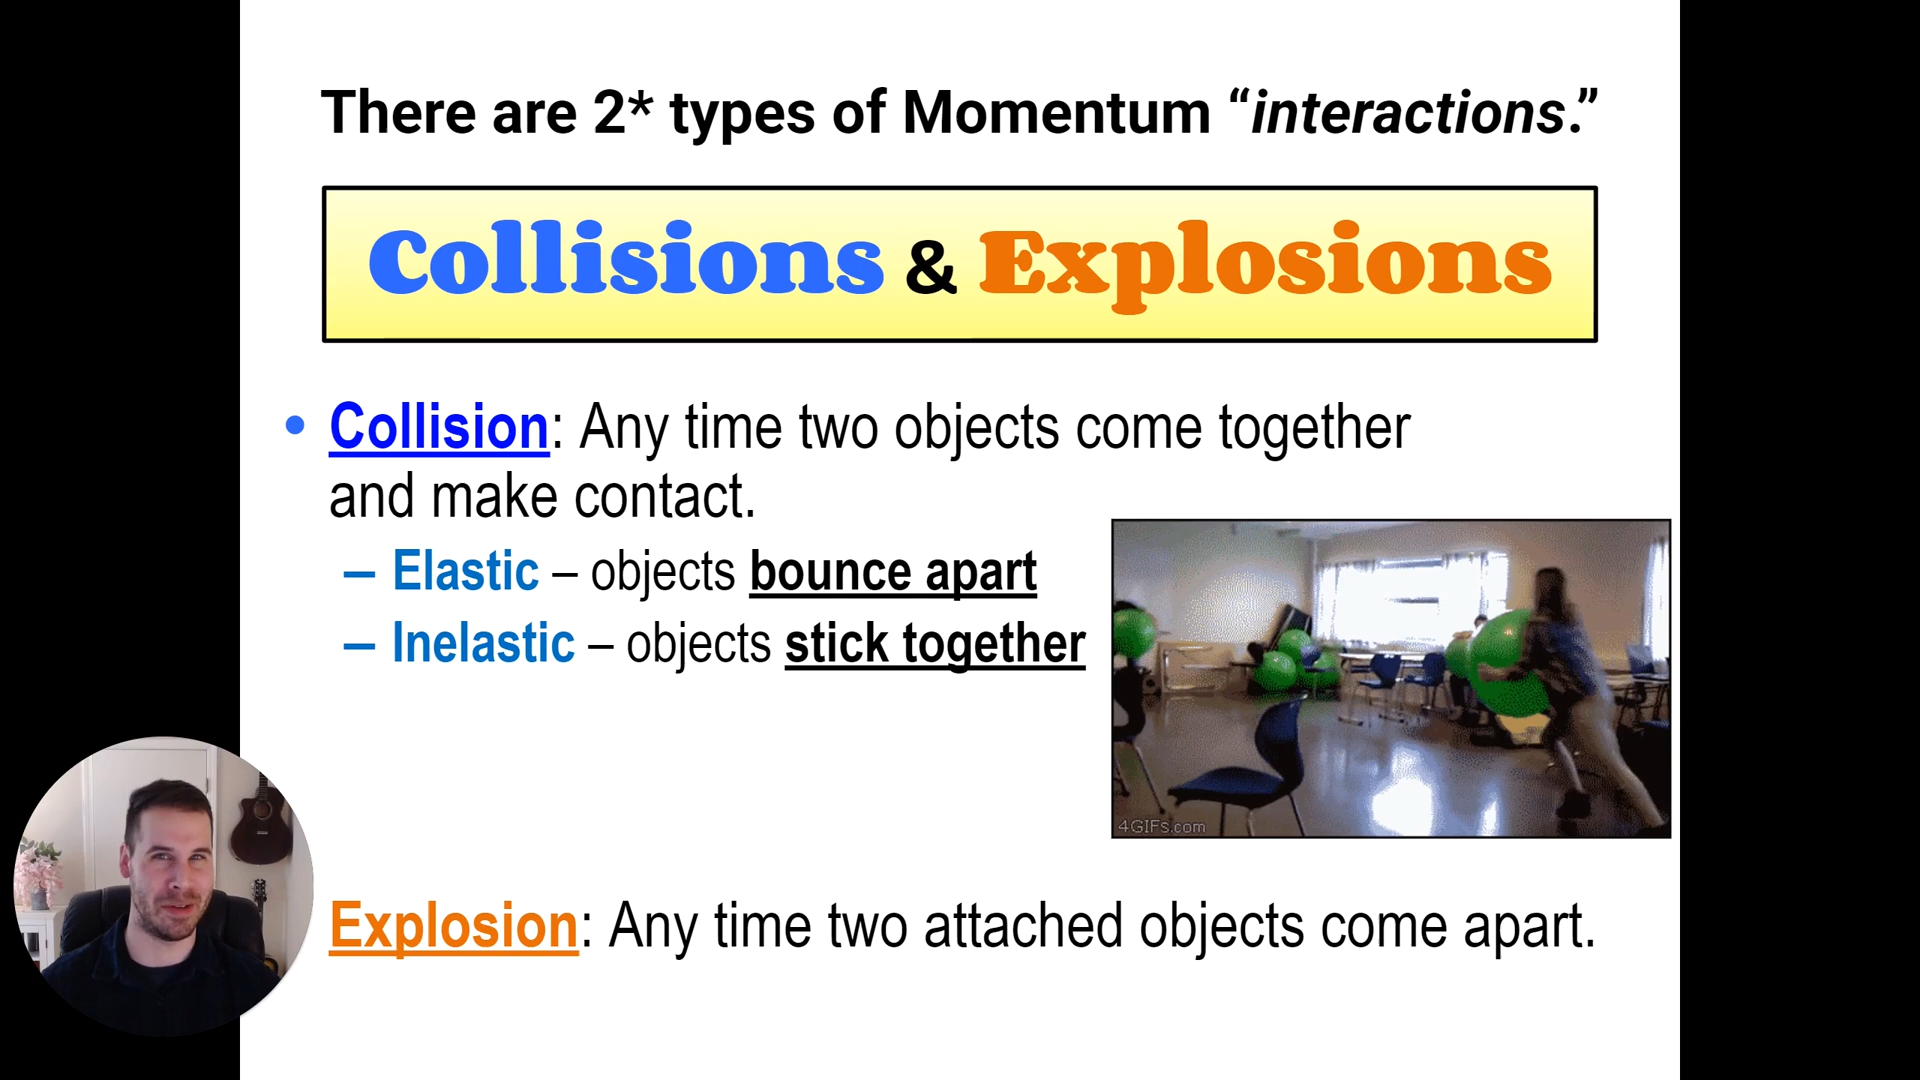 There are 2* types of Momentum “interactions.”
Collisions & Explosions
• Collision: Any time two objects come together
and make contact.
– Elastic – objects bounce apart
– Inelastic – objects stick together
4GIFs.com
Explosion: Any time two attached objects come apart.